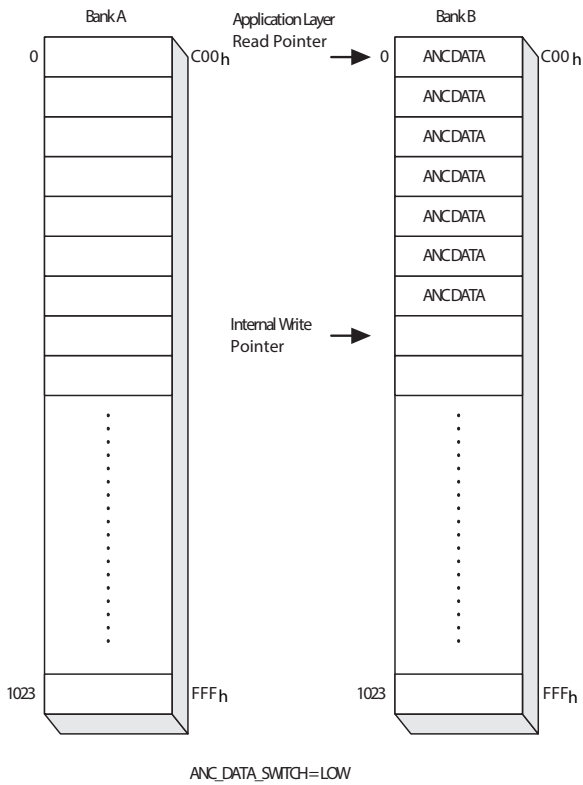 Bank A
Application Layer
Read Pointer
Bank B
0
C00h
0
ANCDATA
C00h
ANCDATA
ANCDATA
ANCDATA
ANCDATA
ANCDATA
ANCDATA
Internal Write
Pointer
1023
FFFh
1023
FFFh
ANC_DATA_SWITCH = LOW